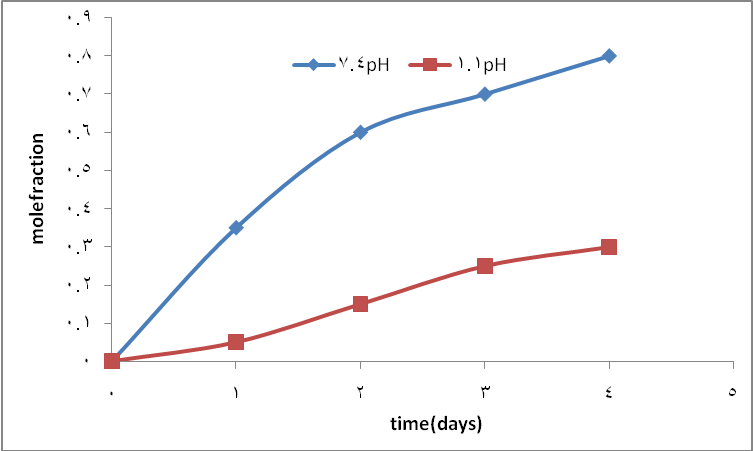 ٠.٩
٠.٨
٠.٧
٠.٦
٠.٥
٠.٤
٠.٣
٠.٢
٠.١
٠
٧.٤pH ١.١pH
molefraction
٠ ١ ٢ ٣ ٤ ٥
time(days)